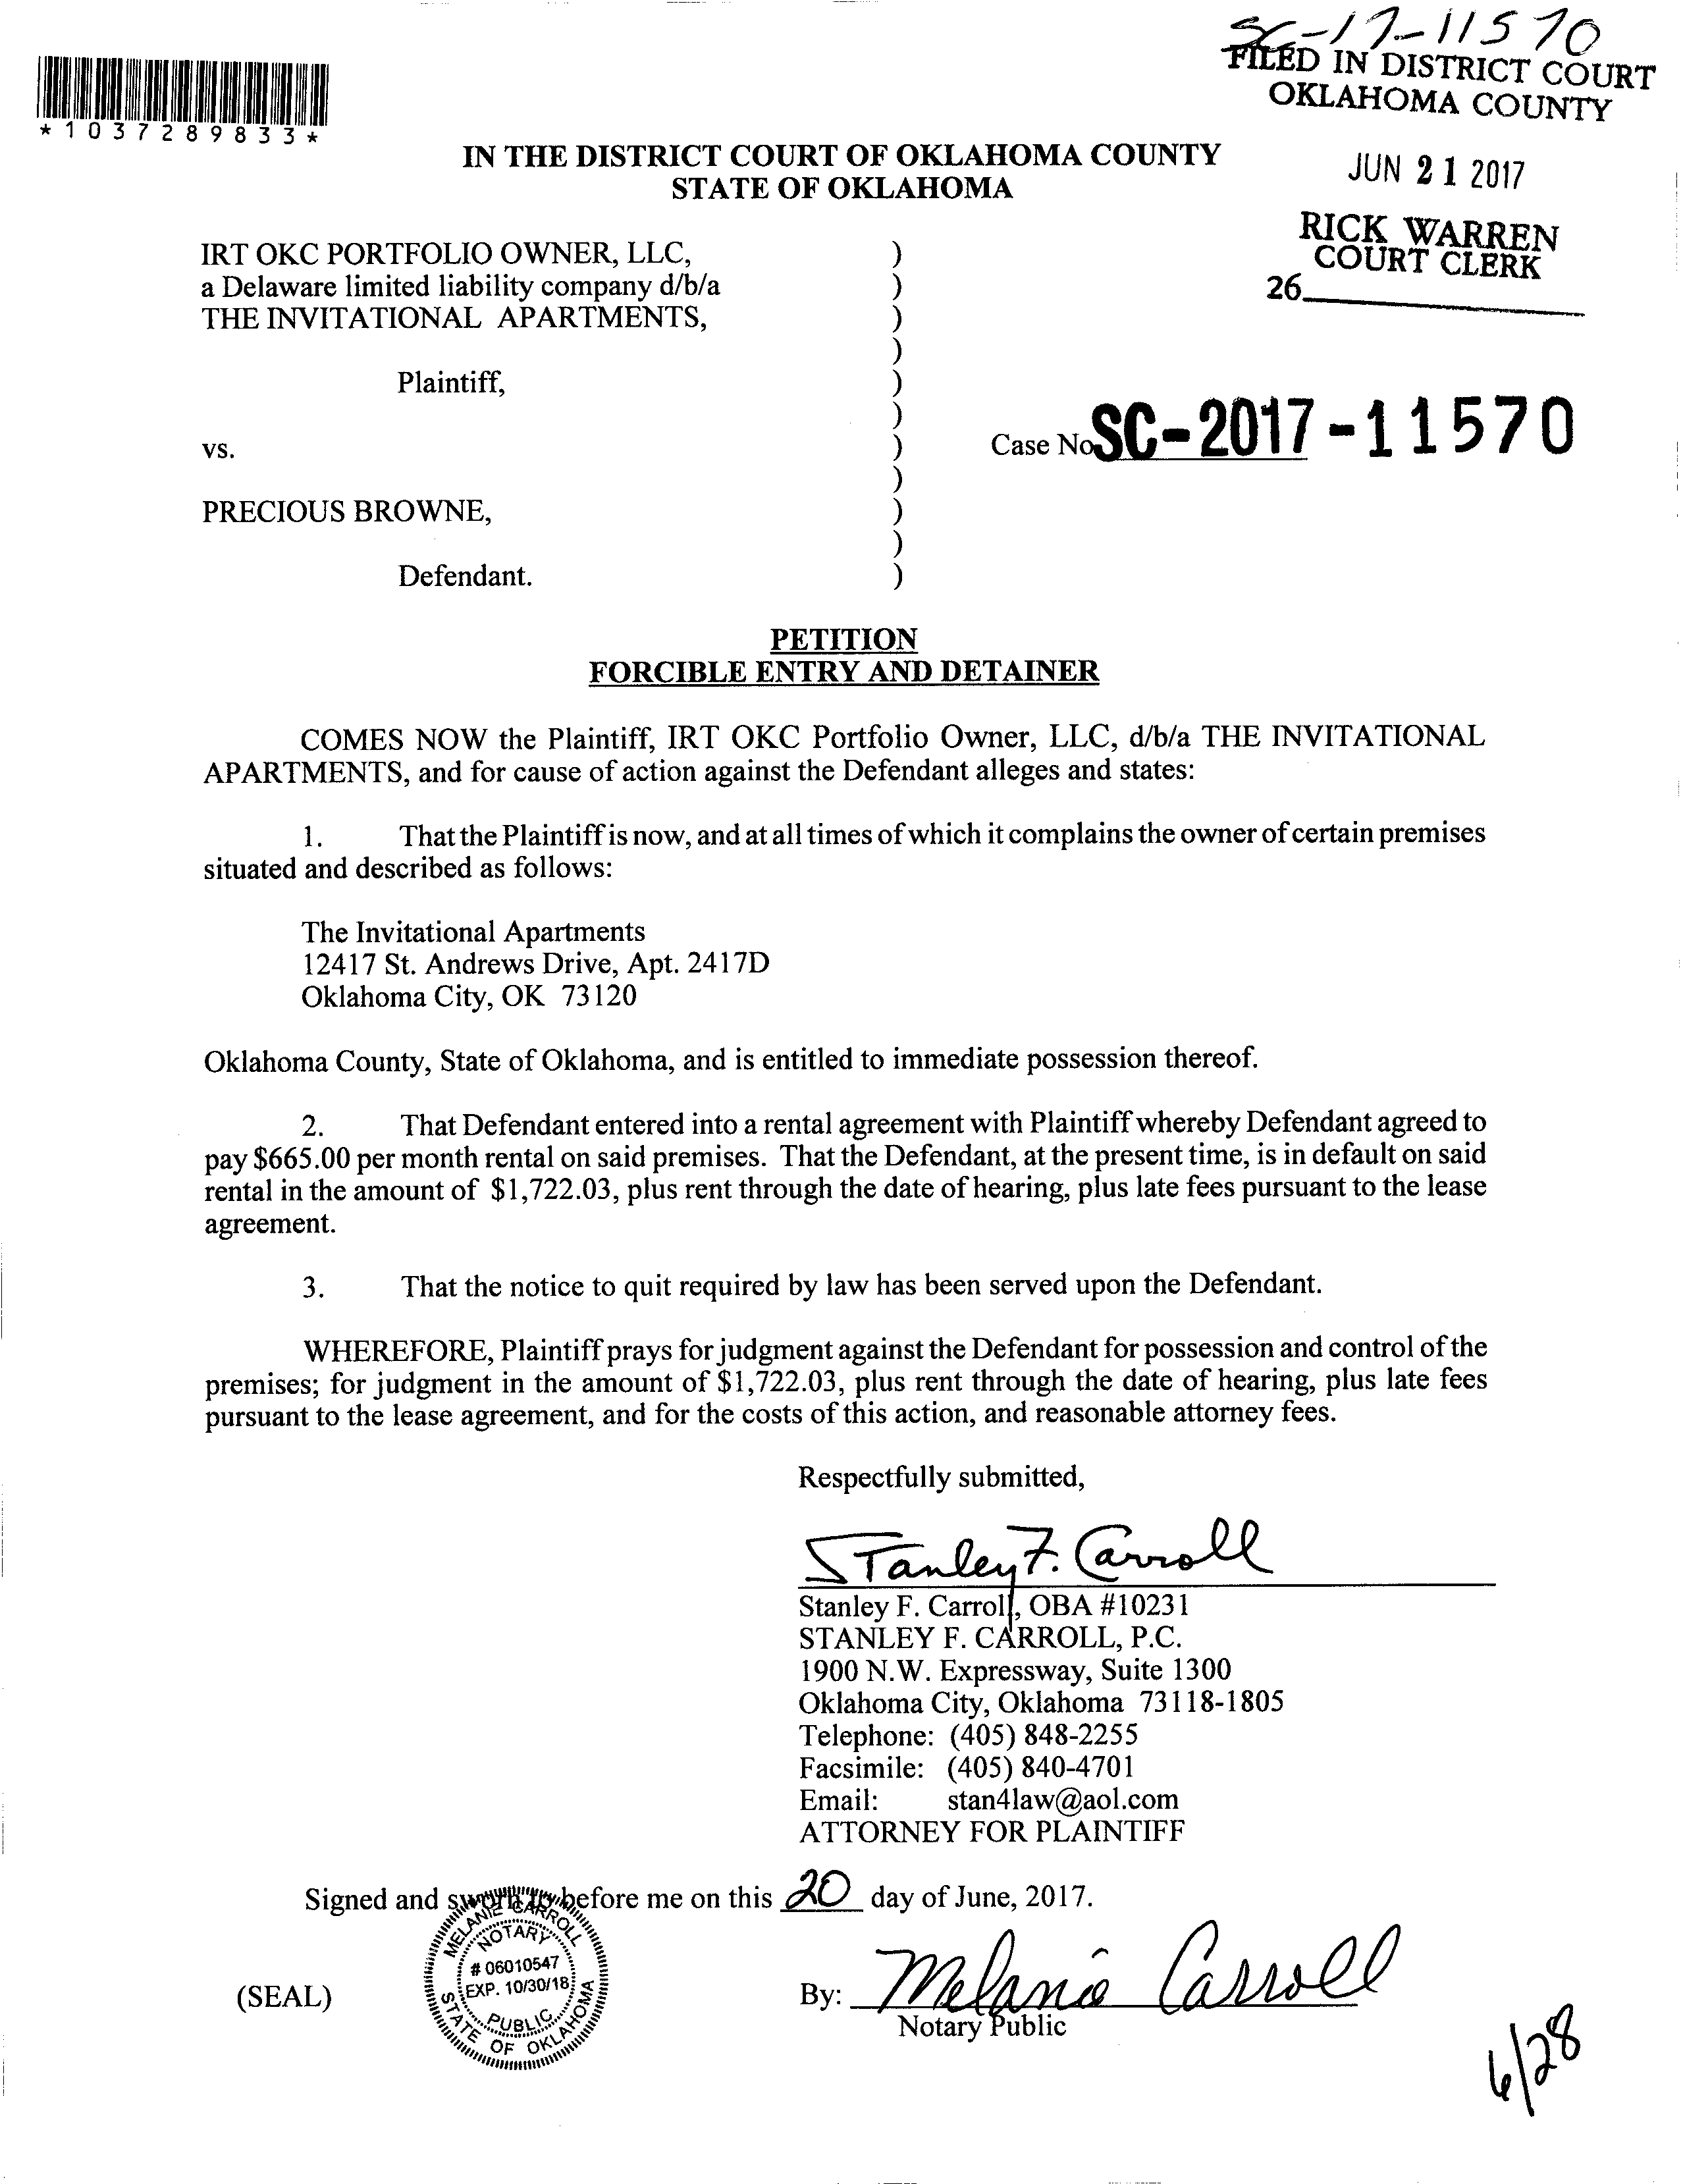 SC-17-11570
FILED IN DISTRICT COURT
OKLAHOMA COUNTY
*1037289833*
IN THE DISTRICT COURT OF OKLAHOMA COUNTY
STATE OF OKLAHOMA
JUN 21 2017
RICK WARREN
COURT CLERK
26
IRT OKC PORTFOLIO OWNER, LLC, )
a Delaware limited liability company d/b/a )
THE INVITATIONAL APARTMENTS, )
)
Plaintiff, )
)
vs. ) Case No SC-2017-11570
)
PRECIOUS BROWNE, )
)
Defendant. )
PETITION
FORCIBLE ENTRY AND DETAINER
COMES NOW the Plaintiff, IRT OKC Portfolio Owner, LLC, d/b/a THE INVITATIONAL
APARTMENTS, and for cause of action against the Defendant alleges and states:
1. That the Plaintiff is now, and at all times of which it complains the owner of certain premises
situated and described as follows:
The Invitational Apartments
12417 St. Andrews Drive, Apt. 2417D
Oklahoma City, OK 73120
Oklahoma County, State of Oklahoma, and is entitled to immediate possession thereof.
2. That Defendant entered into a rental agreement with Plaintiff whereby Defendant agreed to
pay $665.00 per month rental on said premises. That the Defendant, at the present time, is in default on said
rental in the amount of $1,722.03, plus rent through the date of hearing, plus late fees pursuant to the lease
agreement.
3. That the notice to quit required by law has been served upon the Defendant.
WHEREFORE, Plaintiff prays for judgment against the Defendant for possession and control of the
premises; for judgment in the amount of $1,722.03, plus rent through the date of hearing, plus late fees
pursuant to the lease agreement, and for the costs of this action, and reasonable attorney fees.
Respectfully submitted,
Stanley F. Carroll
Stanley F. Carroll, OBA #10231
STANLEY F. CARROLL, P.C.
1900 N.W. Expressway, Suite 1300
Oklahoma City, Oklahoma 73118-1805
Telephone: (405) 848-2255
Facsimile: (405) 840-4701
Email: stan4law@aol.com
ATTORNEY FOR PLAINTIFF
Signed and sworn to before me on this 20 day of June, 2017.
MELANIE CARROLL
NOTARY
# 06010547
EXP. 10/30/18
PUBLIC
STATE OF OKLAHOMA
(SEAL)
By: Melanie Carroll
Notary Public
6/28